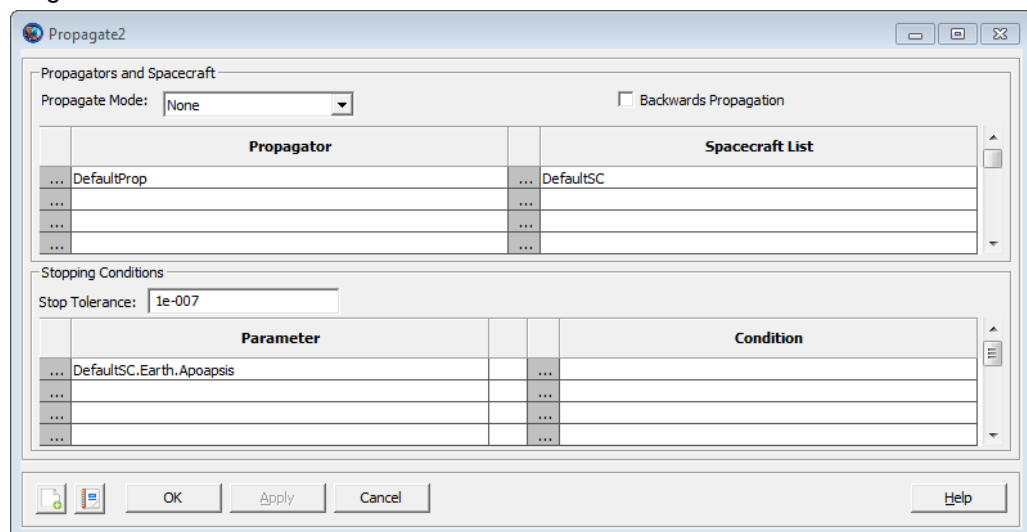 Propagate2
Propagators and Spacecraft
Propagate Mode: None Backwards Propagation
Propagator Spacecraft List
... DefaultProp ... DefaultSC
... ...
... ...
... ...
Stopping Conditions
Stop Tolerance: 1e-007
Parameter Condition
... DefaultSC.Earth.Apoapsis ...
... ...
... ...
... ...
OK Apply Cancel Help